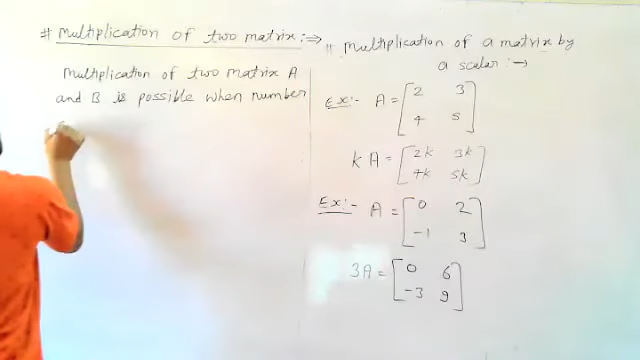 # Multiplication of two matrix :⇒
Multiplication of two matrix A
and B is possible when number
# Multiplication of a matrix by
a scalar :→
Ex:- A = [2 3
4 5]
kA = [2k 3k
4k 5k]
Ex:- A = [0 2
-1 3]
3A = [0 6
-3 9]